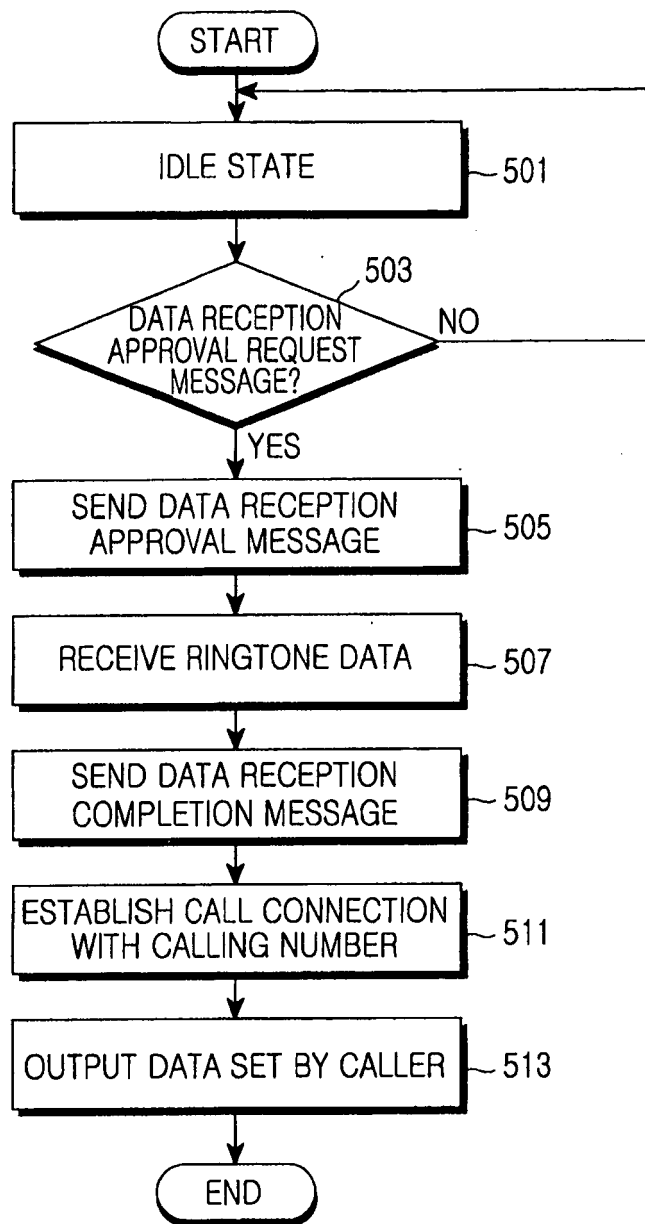 START
IDLE STATE
501
503
DATA RECEPTION
APPROVAL REQUEST
MESSAGE?
NO
YES
SEND DATA RECEPTION
APPROVAL MESSAGE
505
RECEIVE RINGTONE DATA
507
SEND DATA RECEPTION
COMPLETION MESSAGE
509
ESTABLISH CALL CONNECTION
WITH CALLING NUMBER
511
OUTPUT DATA SET BY CALLER
513
END